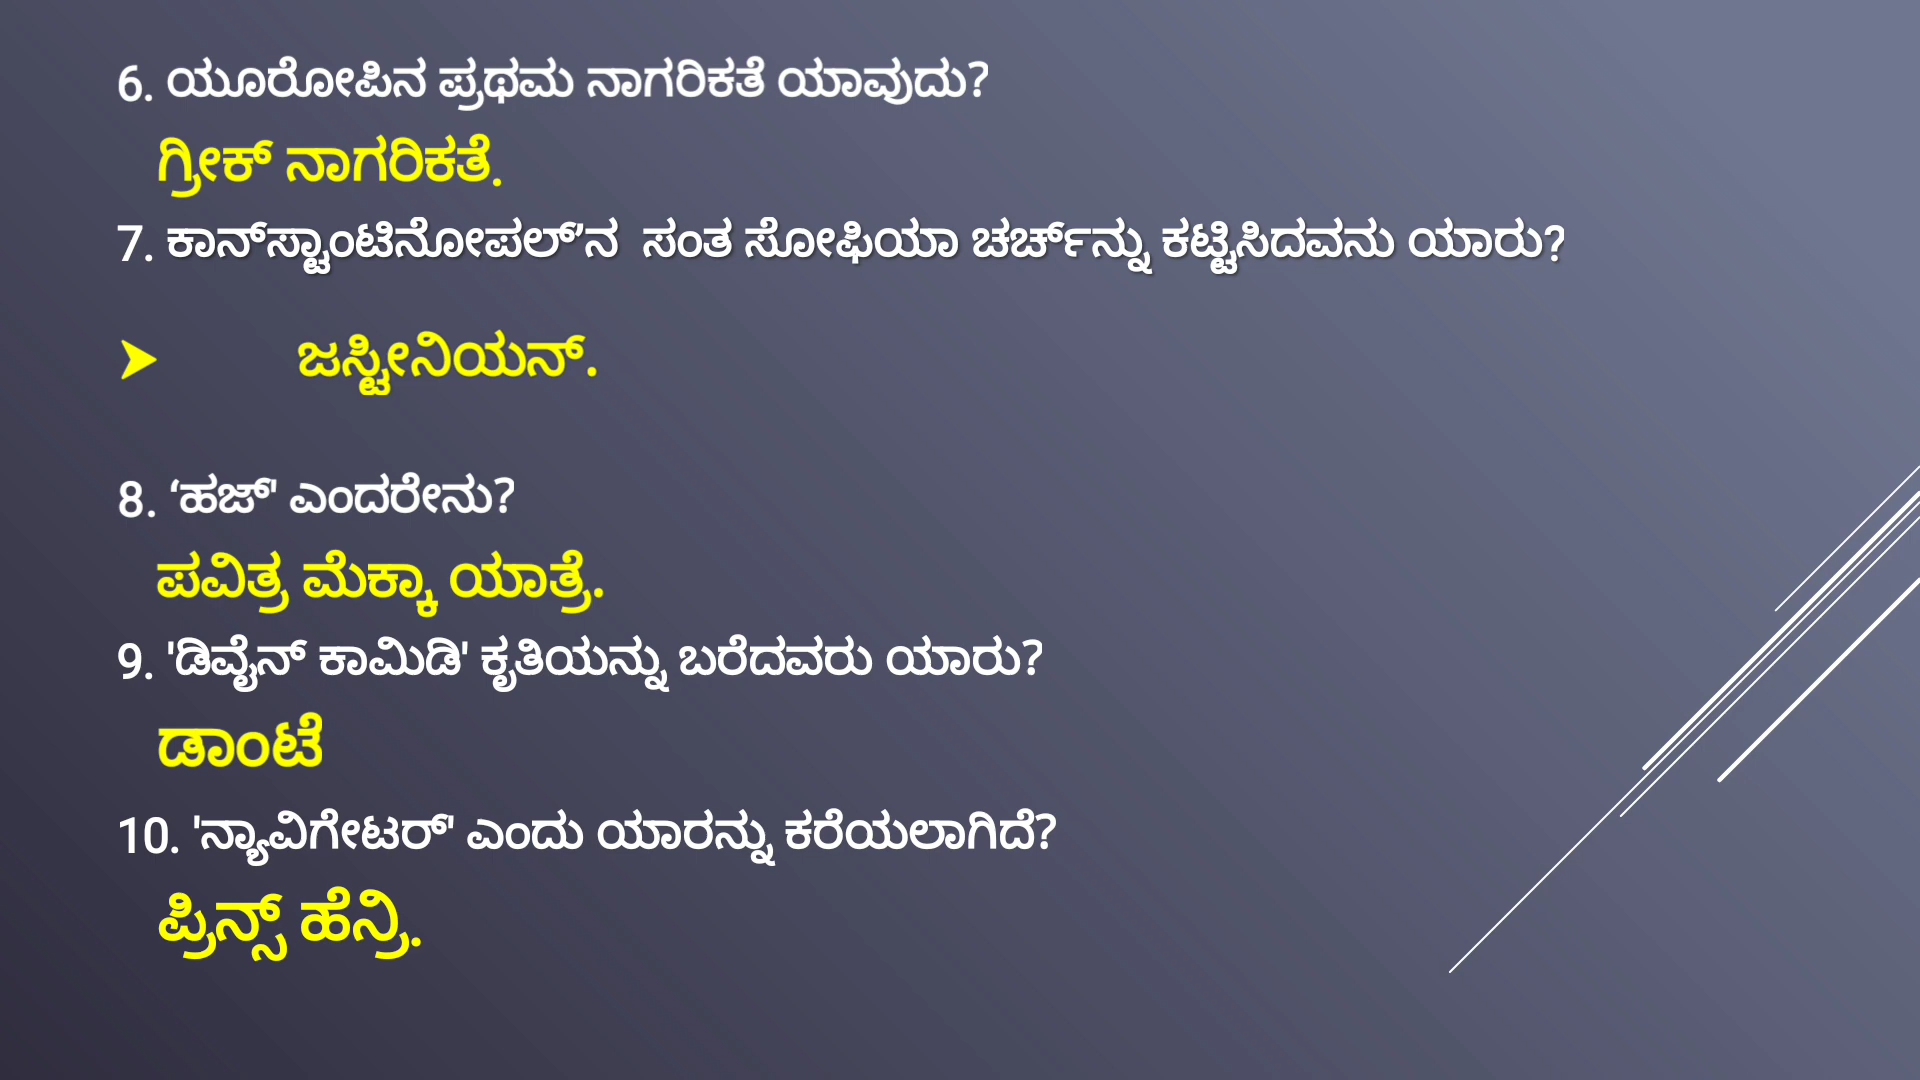 6. ಯೂರೋಪಿನ ಪ್ರಥಮ ನಾಗರಿಕತೆ ಯಾವುದು?
ಗ್ರೀಕ್ ನಾಗರಿಕತೆ.
7. ಕಾನ್‌ಸ್ಟಾಂಟಿನೋಪಲ್’ನ ಸಂತ ಸೋಫಿಯಾ ಚರ್ಚ್‌ನ್ನು ಕಟ್ಟಿಸಿದವನು ಯಾರು?
➤ ಜಸ್ಟೀನಿಯನ್.
8. ‘ಹಜ್' ಎಂದರೇನು?
ಪವಿತ್ರ ಮೆಕ್ಕಾ ಯಾತ್ರೆ.
9. 'ಡಿವೈನ್ ಕಾಮಿಡಿ' ಕೃತಿಯನ್ನು ಬರೆದವರು ಯಾರು?
ಡಾಂಟೆ
10. 'ನ್ಯಾವಿಗೇಟರ್' ಎಂದು ಯಾರನ್ನು ಕರೆಯಲಾಗಿದೆ?
ಪ್ರಿನ್ಸ್ ಹೆನ್ರಿ.